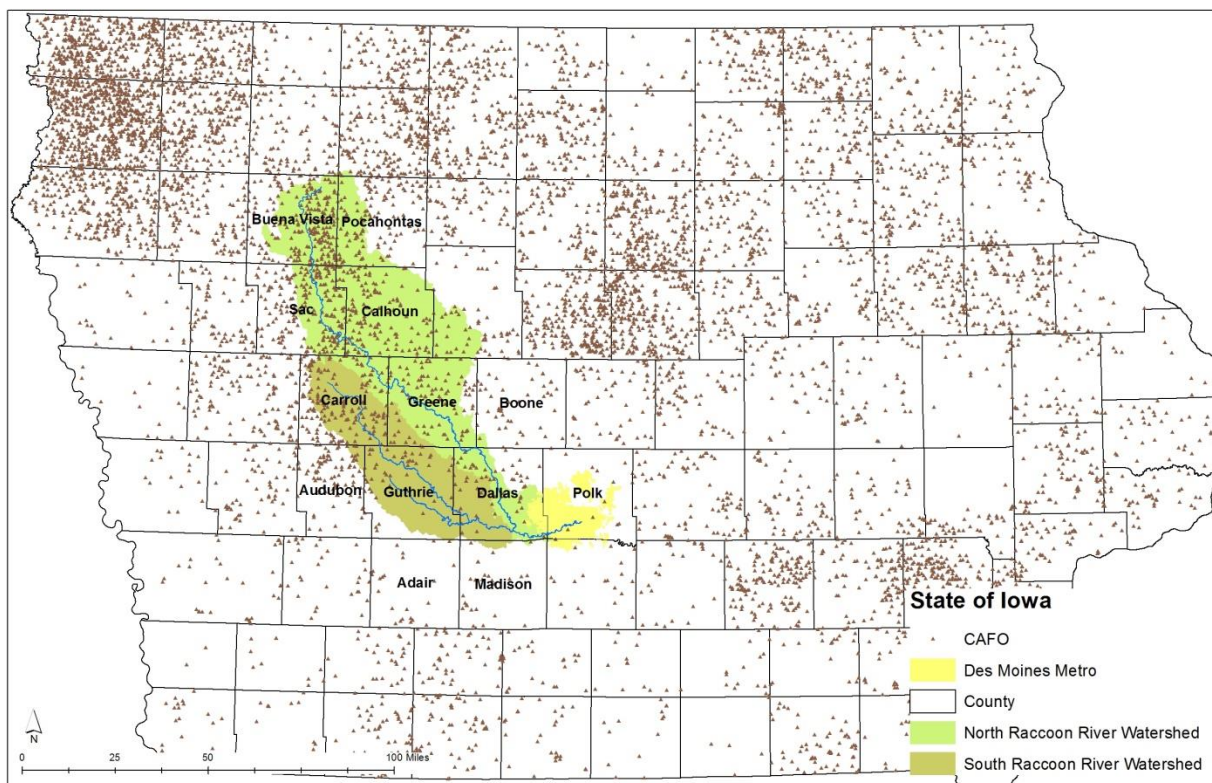 Buena Vista
Pocahontas
Sac
Calhoun
Carroll
Greene
Boone
Audubon
Guthrie
Dallas
Polk
Adair
Madison
State of Iowa
CAFO
Des Moines Metro
County
North Raccoon River Watershed
South Raccoon River Watershed
N
0 25 50 100 Miles